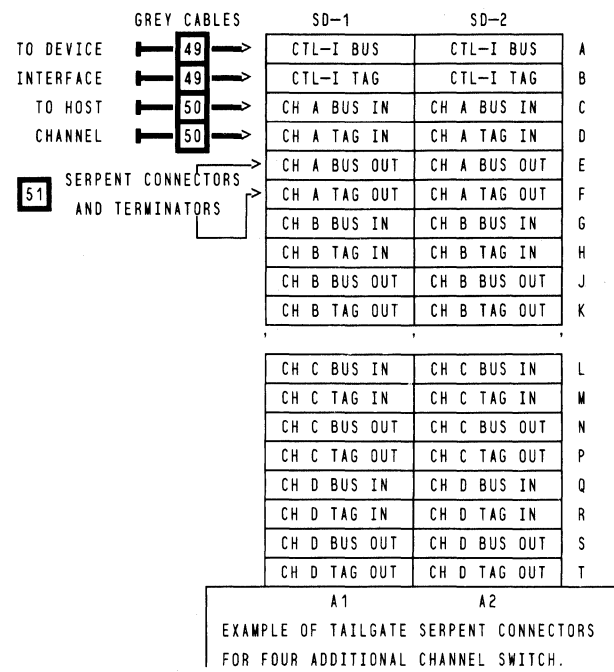 GREY CABLES SD-1 SD-2
TO DEVICE 49 CTL-I BUS CTL-I BUS A
INTERFACE 49 CTL-I TAG CTL-I TAG B
TO HOST 50 CH A BUS IN CH A BUS IN C
CHANNEL 50 CH A TAG IN CH A TAG IN D
CH A BUS OUT CH A BUS OUT E
51 SERPENT CONNECTORS
AND TERMINATORS
CH A TAG OUT CH A TAG OUT F
CH B BUS IN CH B BUS IN G
CH B TAG IN CH B TAG IN H
CH B BUS OUT CH B BUS OUT J
CH B TAG OUT CH B TAG OUT K
CH C BUS IN CH C BUS IN L
CH C TAG IN CH C TAG IN M
CH C BUS OUT CH C BUS OUT N
CH C TAG OUT CH C TAG OUT P
CH D BUS IN CH D BUS IN Q
CH D TAG IN CH D TAG IN R
CH D BUS OUT CH D BUS OUT S
CH D TAG OUT CH D TAG OUT T
A1 A2
EXAMPLE OF TAILGATE SERPENT CONNECTORS
FOR FOUR ADDITIONAL CHANNEL SWITCH.